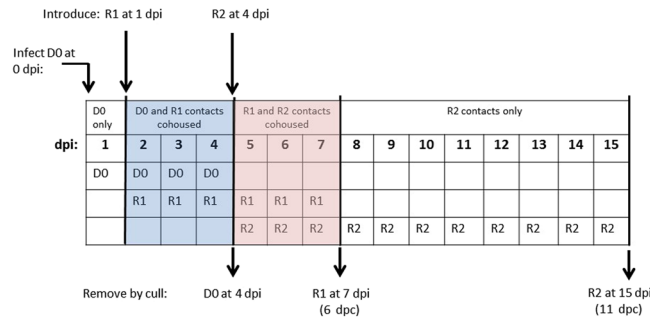 Introduce: R1 at 1 dpi R2 at 4 dpi
Infect D0 at
0 dpi:
D0 only D0 and R1 contacts cohoused R1 and R2 contacts cohoused R2 contacts only
dpi: 1 2 3 4 5 6 7 8 9 10 11 12 13 14 15
D0 D0 D0 D0
R1 R1 R1 R1 R1 R1
R2 R2 R2 R2 R2 R2 R2 R2 R2 R2 R2
Remove by cull: D0 at 4 dpi R1 at 7 dpi R2 at 15 dpi
(6 dpc) (11 dpc)